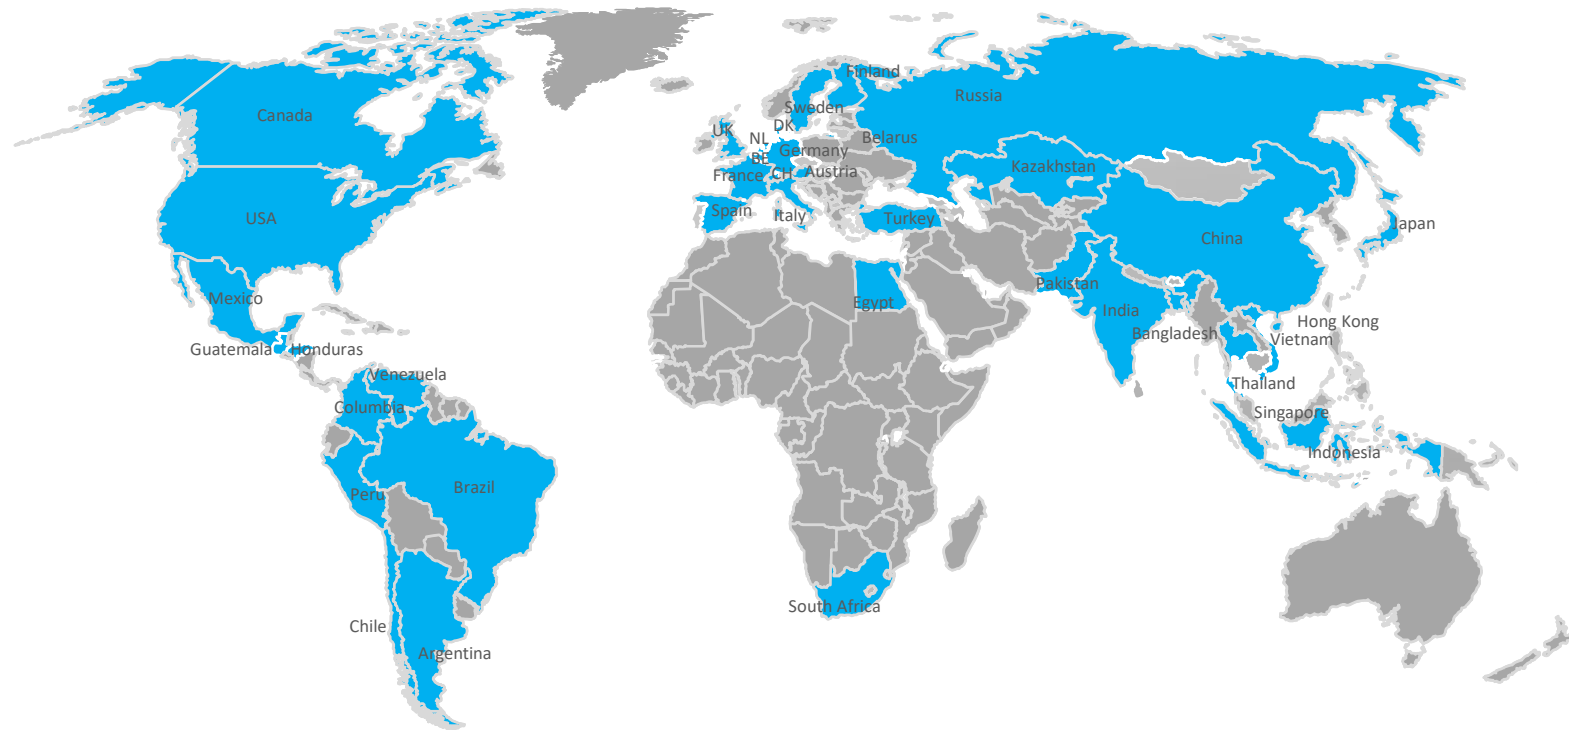 Canada
USA
Mexico
Guatemala
Honduras
Venezuela
Columbia
Peru
Brazil
Chile
Argentina
Finland
Sweden
UK
DK
NL
Germany
BE
CH
Austria
France
Spain
Italy
Belarus
Russia
Kazakhstan
Turkey
Egypt
South Africa
Pakistan
India
Bangladesh
China
Japan
Hong Kong
Vietnam
Thailand
Singapore
Indonesia